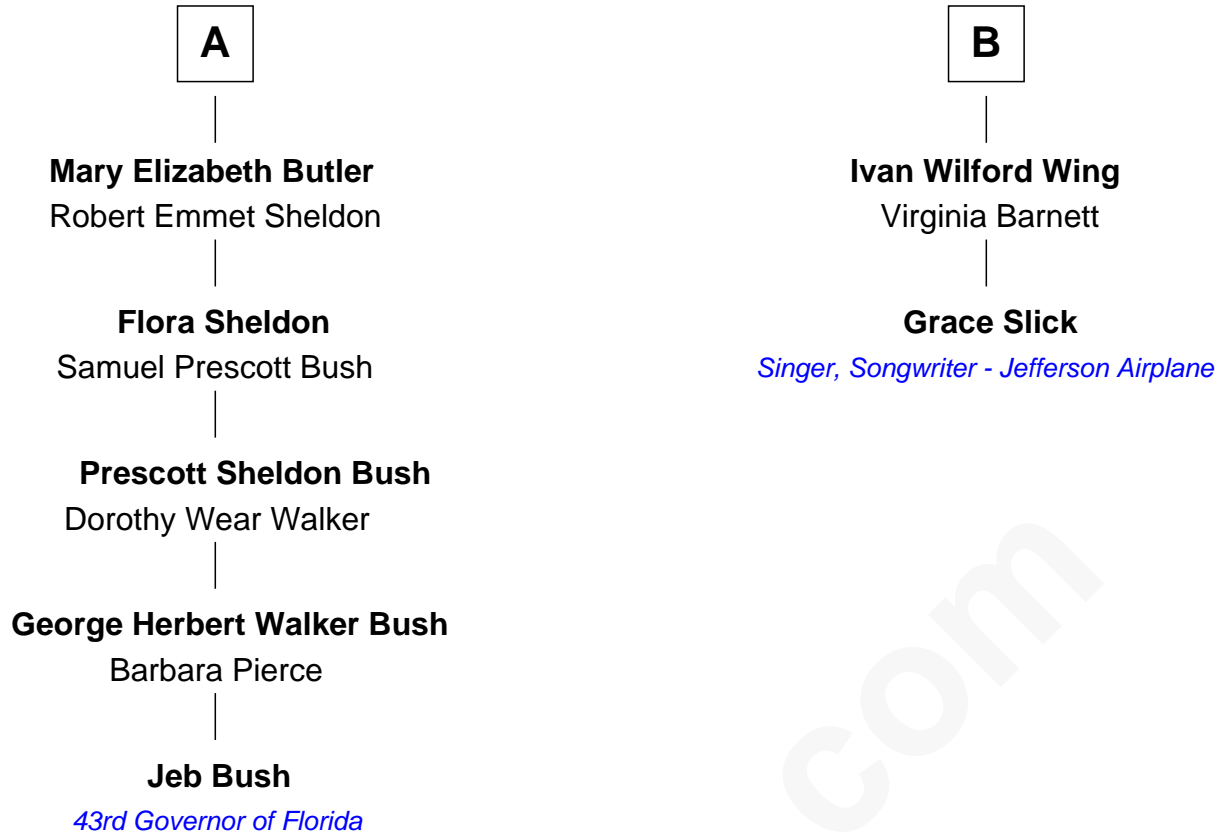 A
Mary Elizabeth Butler
Robert Emmet Sheldon
Flora Sheldon
Samuel Prescott Bush
Prescott Sheldon Bush
Dorothy Wear Walker
George Herbert Walker Bush
Barbara Pierce
Jeb Bush
43rd Governor of Florida
B
Ivan Wilford Wing
Virginia Barnett
Grace Slick
Singer, Songwriter - Jefferson Airplane
com